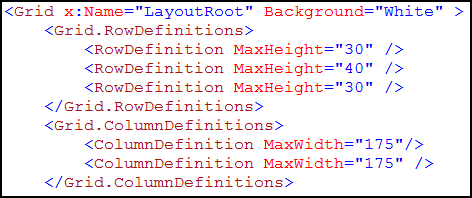 <Grid x:Name="LayoutRoot" Background="White" >
    <Grid.RowDefinitions>
        <RowDefinition MaxHeight="30" />
        <RowDefinition MaxHeight="40" />
        <RowDefinition MaxHeight="30" />
    </Grid.RowDefinitions>
    <Grid.ColumnDefinitions>
        <ColumnDefinition MaxWidth="175"/>
        <ColumnDefinition MaxWidth="175" />
    </Grid.ColumnDefinitions>